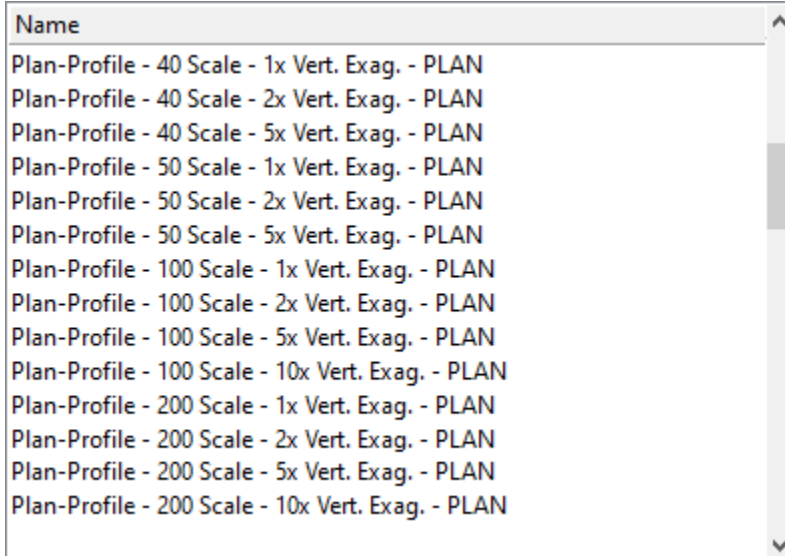 Name
Plan-Profile - 40 Scale - 1x Vert. Exag. - PLAN
Plan-Profile - 40 Scale - 2x Vert. Exag. - PLAN
Plan-Profile - 40 Scale - 5x Vert. Exag. - PLAN
Plan-Profile - 50 Scale - 1x Vert. Exag. - PLAN
Plan-Profile - 50 Scale - 2x Vert. Exag. - PLAN
Plan-Profile - 50 Scale - 5x Vert. Exag. - PLAN
Plan-Profile - 100 Scale - 1x Vert. Exag. - PLAN
Plan-Profile - 100 Scale - 2x Vert. Exag. - PLAN
Plan-Profile - 100 Scale - 5x Vert. Exag. - PLAN
Plan-Profile - 100 Scale - 10x Vert. Exag. - PLAN
Plan-Profile - 200 Scale - 1x Vert. Exag. - PLAN
Plan-Profile - 200 Scale - 2x Vert. Exag. - PLAN
Plan-Profile - 200 Scale - 5x Vert. Exag. - PLAN
Plan-Profile - 200 Scale - 10x Vert. Exag. - PLAN